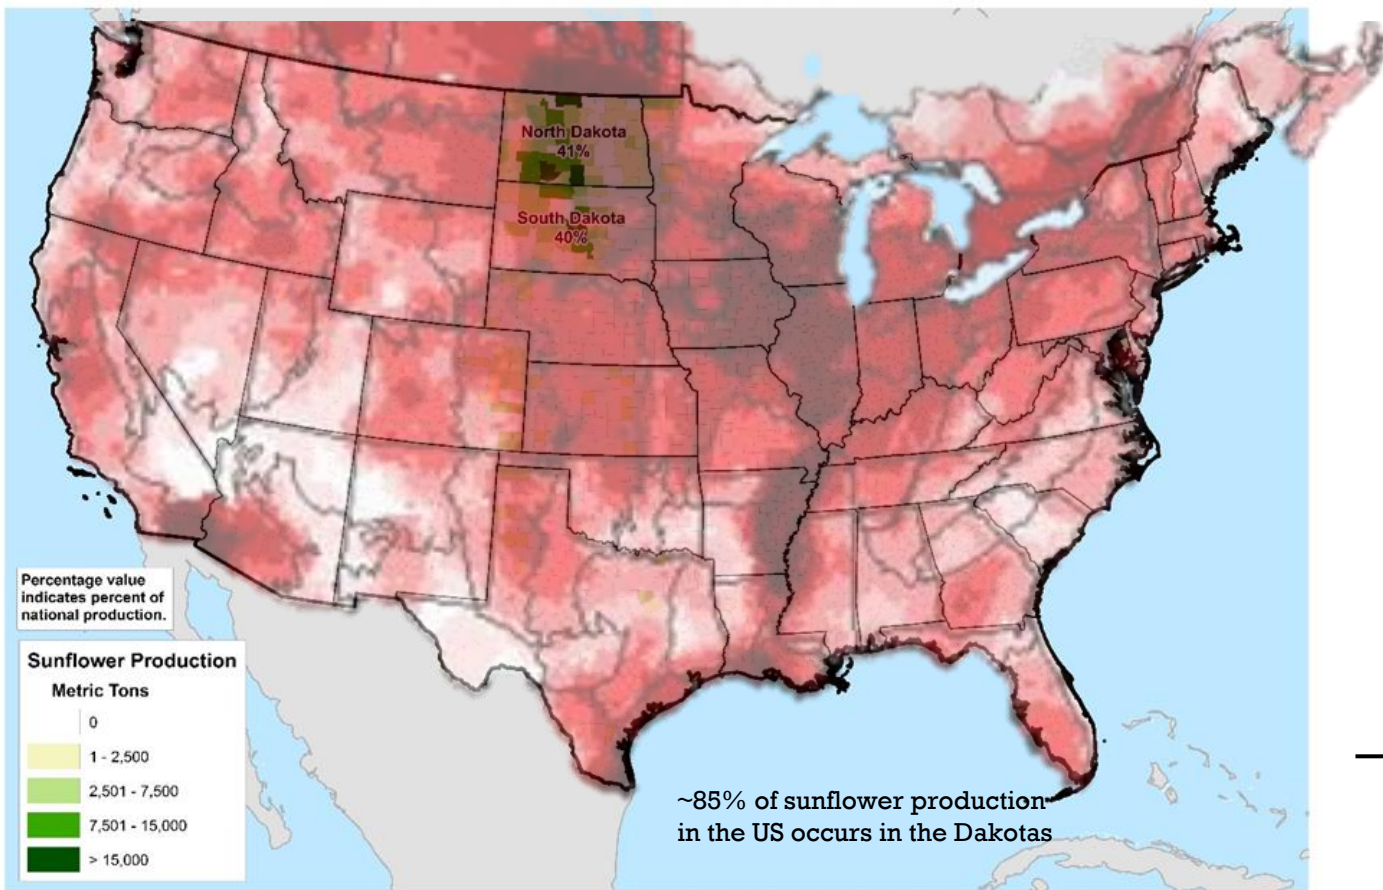 North Dakota
41%
South Dakota
40%
Percentage value
indicates percent of
national production.
Sunflower Production
Metric Tons
0
1 - 2,500
2,501 - 7,500
7,501 - 15,000
> 15,000
~85% of sunflower production
in the US occurs in the Dakotas